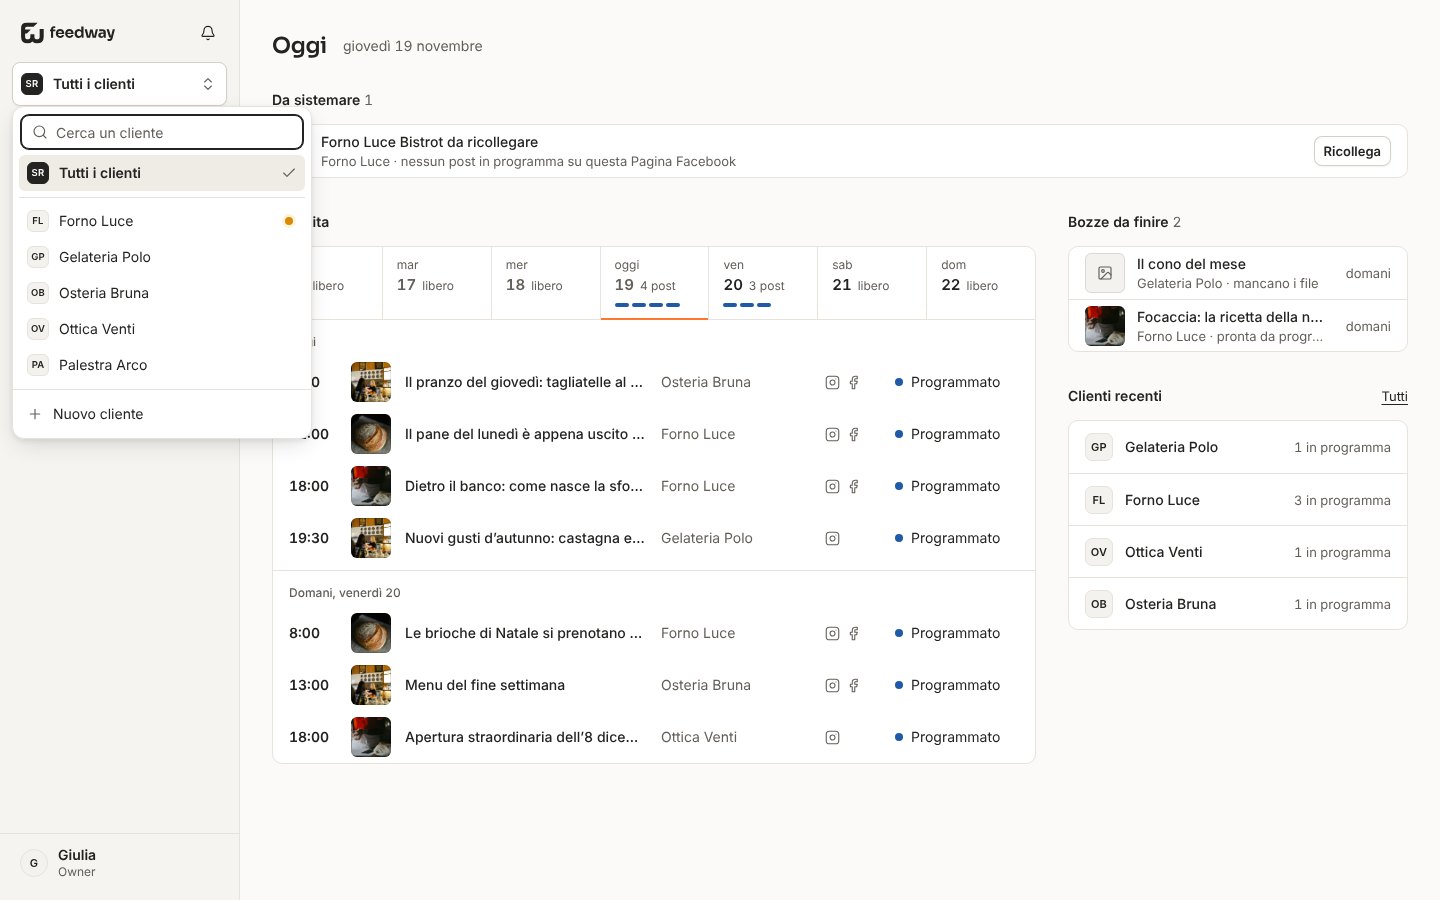 feedway
SR Tutti i clienti
Cerca un cliente
SR Tutti i clienti
FL Forno Luce
GP Gelateria Polo
OB Osteria Bruna
OV Ottica Venti
PA Palestra Arco
Nuovo cliente
G Giulia
Owner
Oggi giovedì 19 novembre
Da sistemare 1
Forno Luce Bistrot da ricollegare
Forno Luce · nessun post in programma su questa Pagina Facebook
Ricollega
libero
mar
17 libero
mer
18 libero
oggi
19 4 post
ven
20 3 post
sab
21 libero
dom
22 libero
Il pranzo del giovedì: tagliatelle al ... Osteria Bruna Programmato
Il pane del lunedì è appena uscito ... Forno Luce Programmato
18:00 Dietro il banco: come nasce la sfo... Forno Luce Programmato
19:30 Nuovi gusti d’autunno: castagna e... Gelateria Polo Programmato
Domani, venerdì 20
8:00 Le brioche di Natale si prenotano ... Forno Luce Programmato
13:00 Menu del fine settimana Osteria Bruna Programmato
18:00 Apertura straordinaria dell’8 dice... Ottica Venti Programmato
Bozze da finire 2
Il cono del mese
Gelateria Polo · mancano i file
domani
Focaccia: la ricetta della n...
Forno Luce · pronta da progr...
domani
Clienti recenti Tutti
GP Gelateria Polo 1 in programma
FL Forno Luce 3 in programma
OV Ottica Venti 1 in programma
OB Osteria Bruna 1 in programma